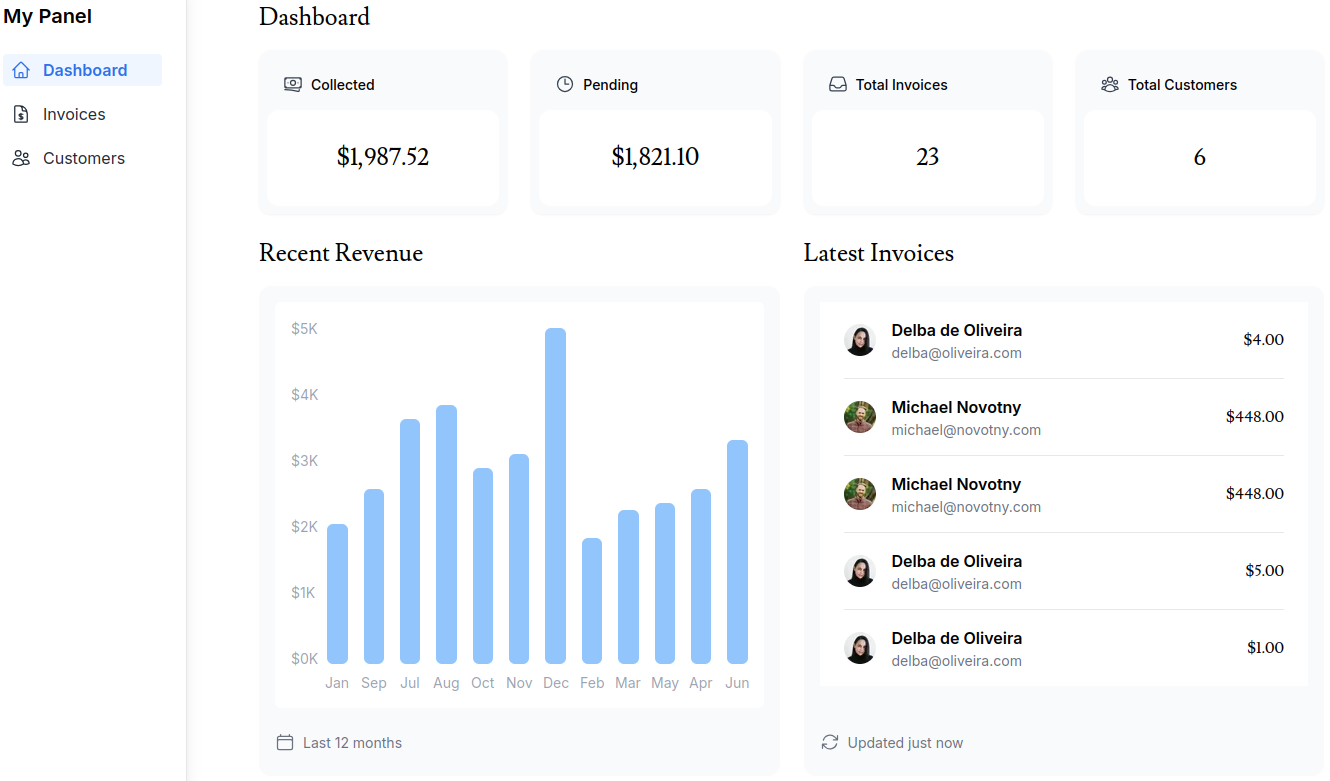 My Panel
Dashboard
Invoices
Customers
Dashboard
Collected
$1,987.52
Pending
$1,821.10
Total Invoices
23
Total Customers
6
Recent Revenue
$5K
$4K
$3K
$2K
$1K
$0K
Jan Sep Jul Aug Oct Nov Dec Feb Mar May Apr Jun
Last 12 months
Latest Invoices
Delba de Oliveira
delba@oliveira.com
$4.00
Michael Novotny
michael@novotny.com
$448.00
Michael Novotny
michael@novotny.com
$448.00
Delba de Oliveira
delba@oliveira.com
$5.00
Delba de Oliveira
delba@oliveira.com
$1.00
Updated just now